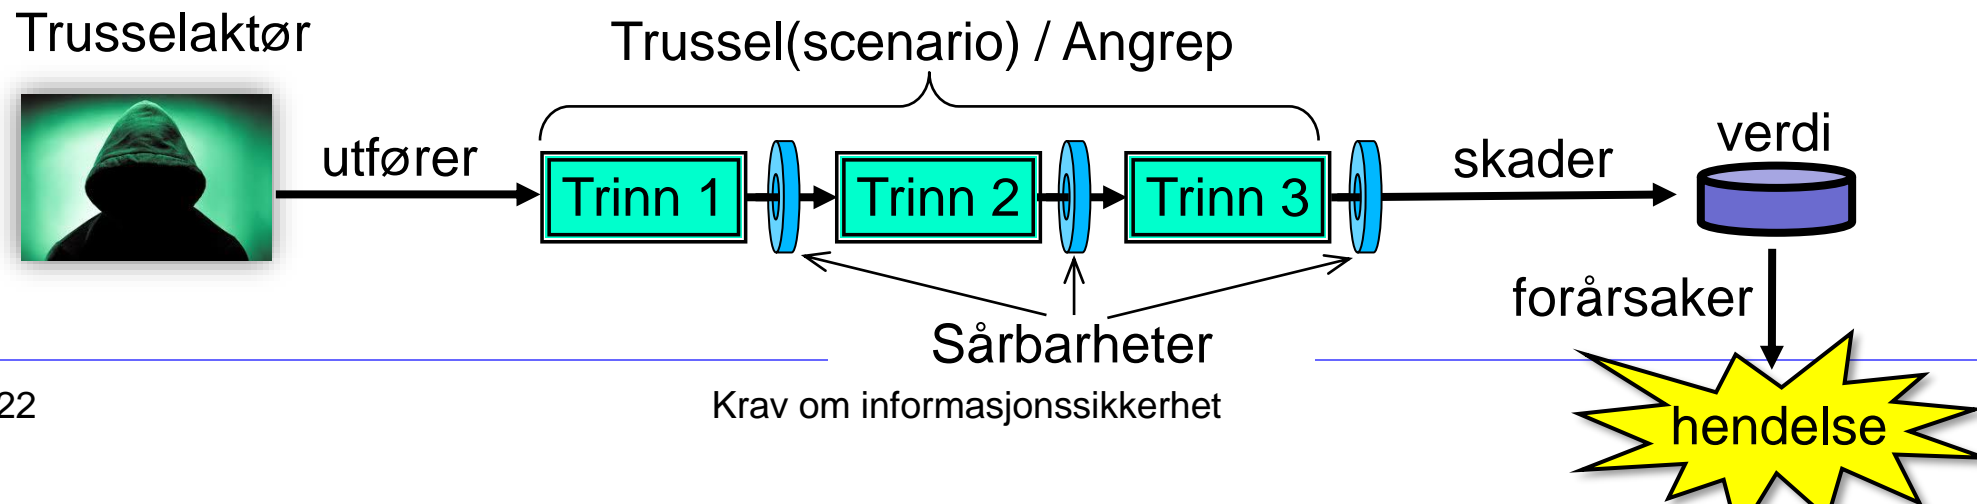 Trusselaktør
Trussel(scenario) / Angrep
utfører
Trinn 1
Trinn 2
Trinn 3
skader
verdi
forårsaker
Sårbarheter
22
Krav om informasjonssikkerhet
hendelse